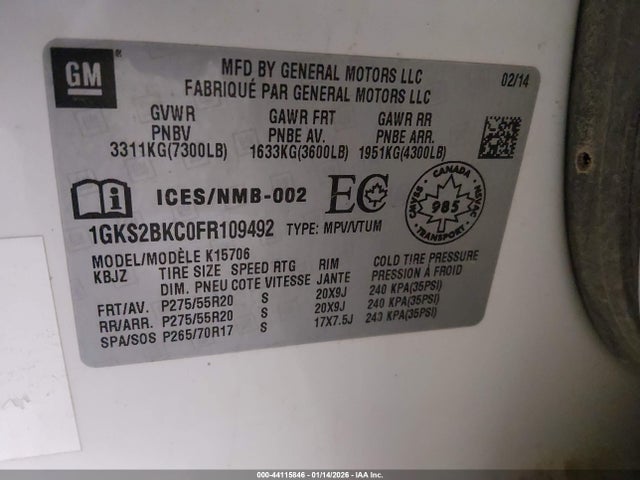 GM
MFD BY GENERAL MOTORS LLC
FABRIQUÉ PAR GENERAL MOTORS LLC
02/14
GVWR GAWR FRT GAWR RR
PNBV PNBE AV. PNBE ARR.
3311KG(7300LB) 1633KG(3600LB) 1951KG(4300LB)
ICES/NMB-002 EC
CANADA
CMVSS NSVAC
985
TRANSPORT
1GKS2BKC0FR109492 TYPE: MPV/VTUM
MODEL/MODÈLE K15706
KBJZ TIRE SIZE SPEED RTG RIM COLD TIRE PRESSURE
DIM. PNEU COTE VITESSE JANTE PRESSION À FROID
FRT/AV. P275/55R20 S 20X9J 240 KPA(35PSI)
RR/ARR. P275/55R20 S 20X9J 240 KPA(35PSI)
SPA/SOS P265/70R17 S 17X7.5J 243 KPA(35PSI)
000-44115846 - 01/14/2026 - IAA Inc.